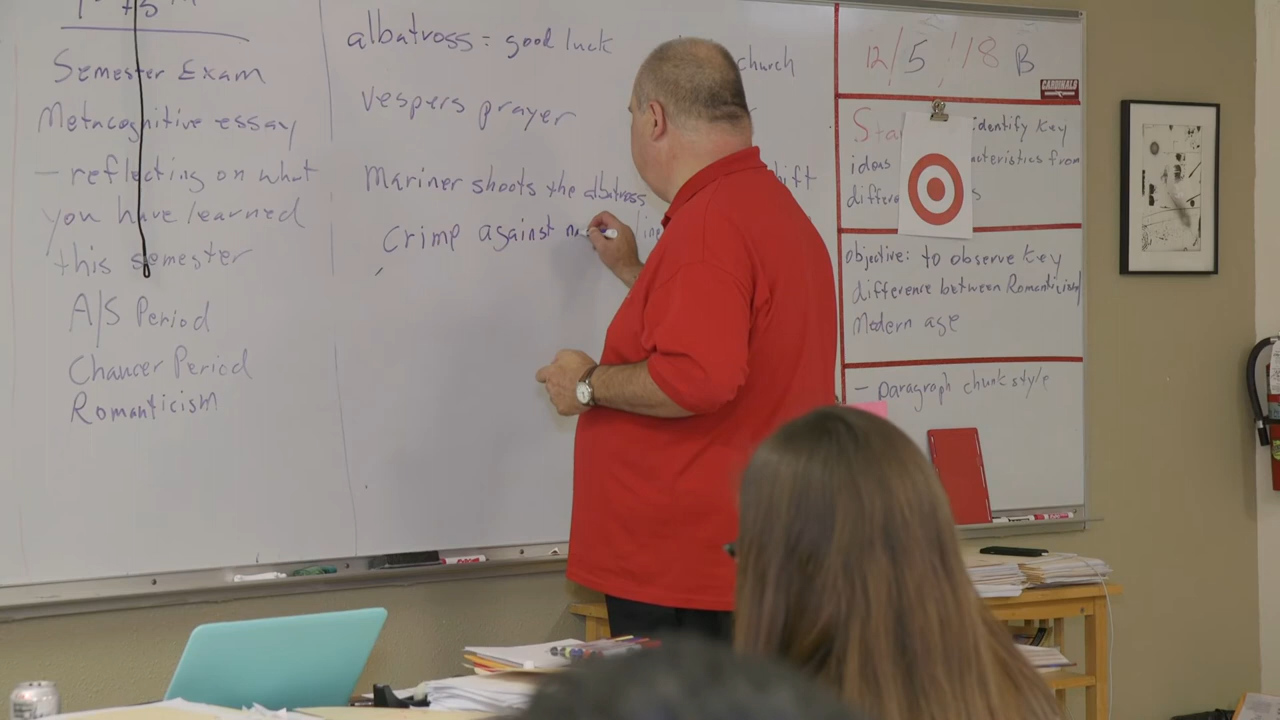 Semester Exam
Metacognitive essay
- reflecting on what
you have learned
this semester
A/S Period
Chaucer Period
Romanticism
albatross = good luck
church
vespers prayer
Mariner shoots the albatross
crime against
12/5/18 B
CARDINALS
identify key
ideas
from
objective: to observe key
difference between Romanticism/
Modern age
- paragraph chunk style